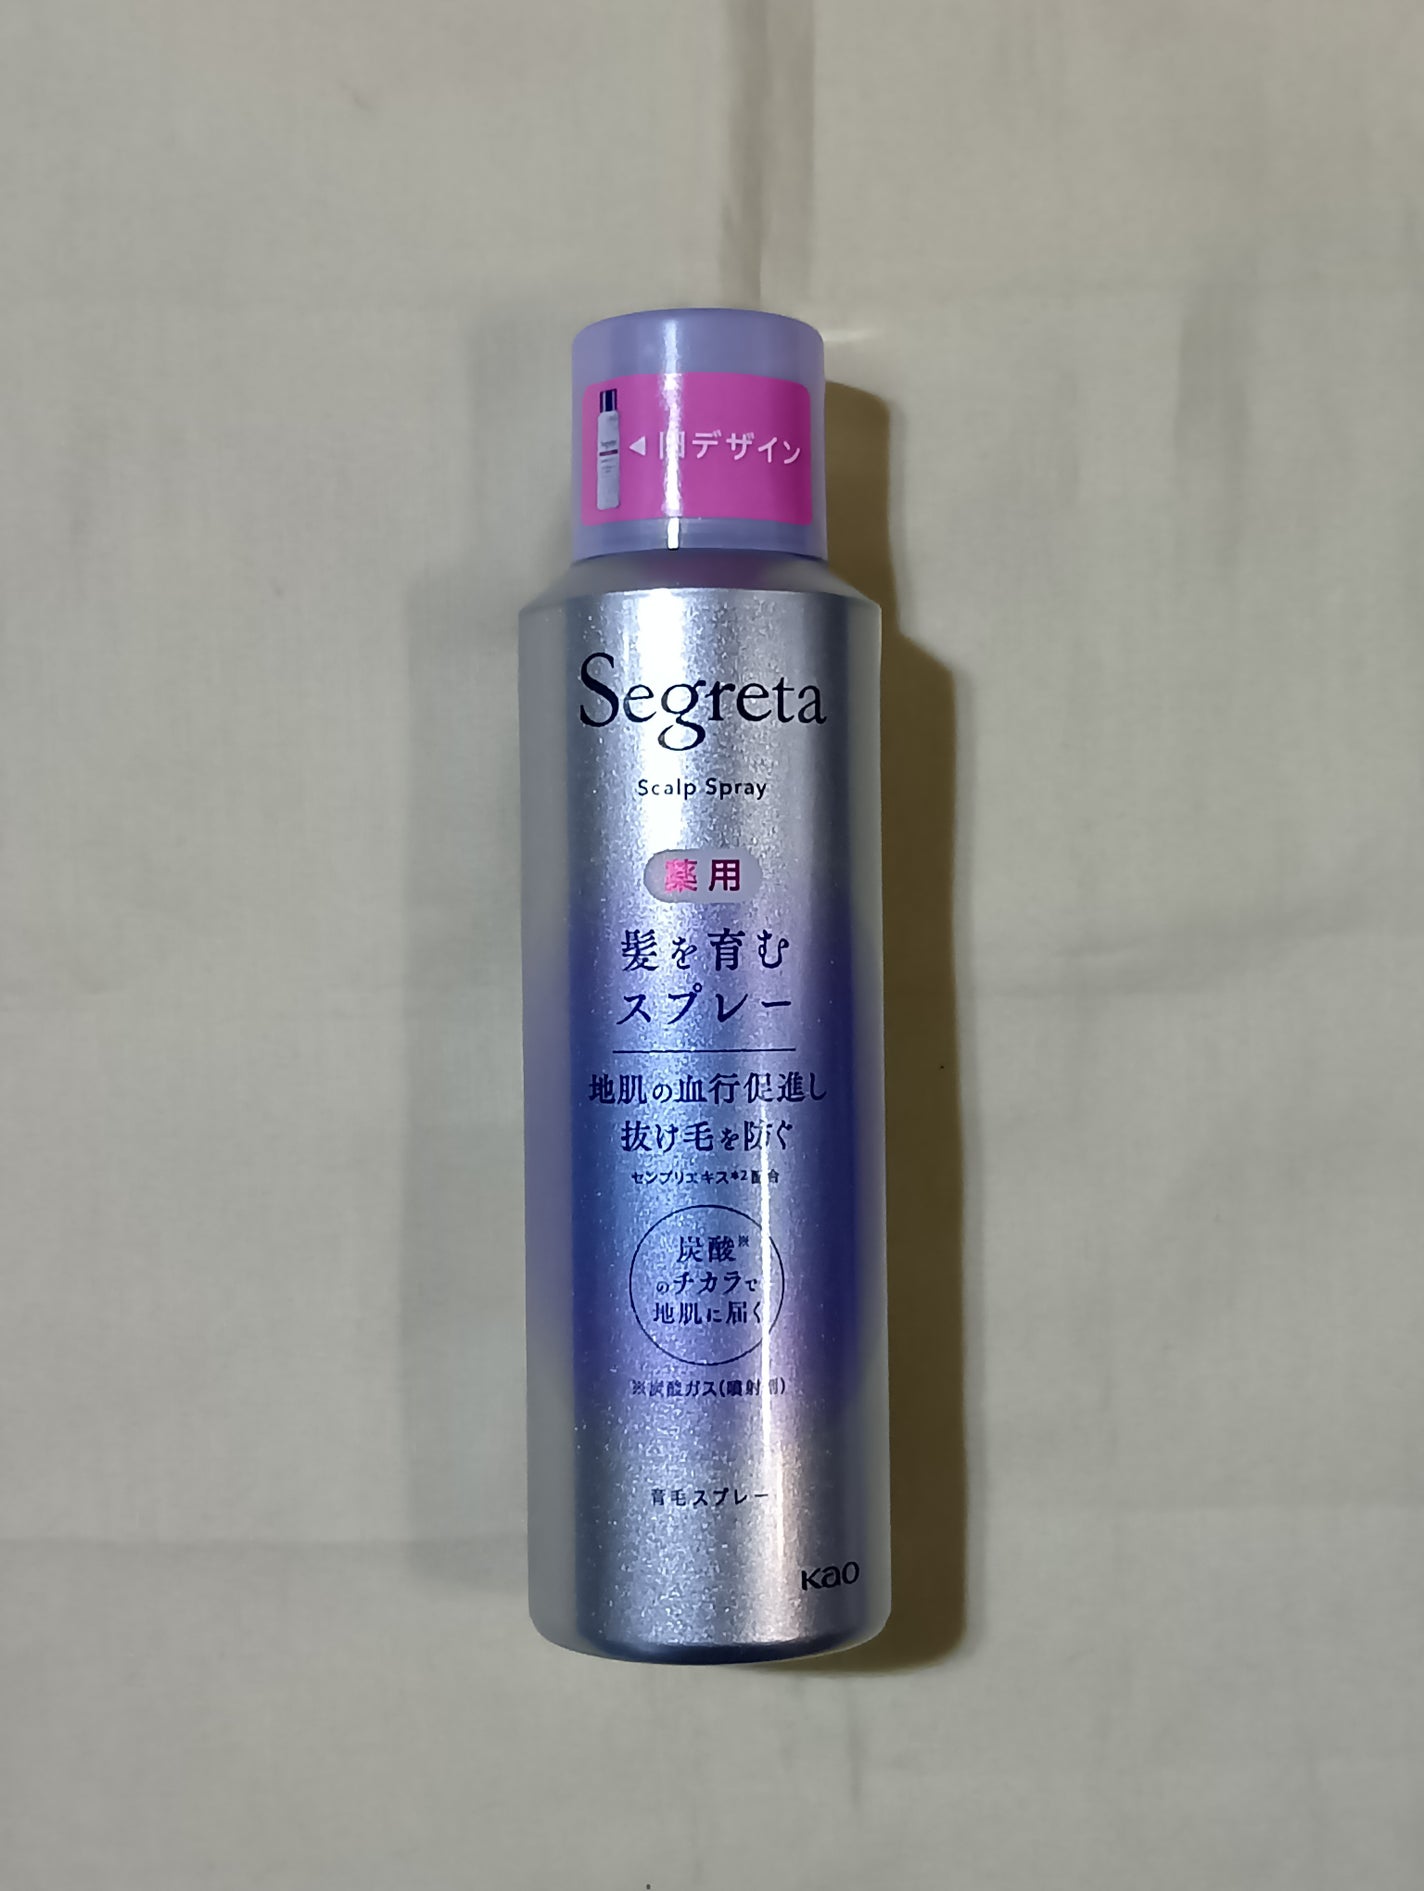 ◀旧デザイン
Segreta
Scalp Spray
薬用
髪を育む
スプレー
地肌の血行促進し
抜け毛を防ぐ
センブリエキス*2配合
炭酸※
のチカラで
地肌に届く
※炭酸ガス(噴射剤)
育毛スプレー
Kao